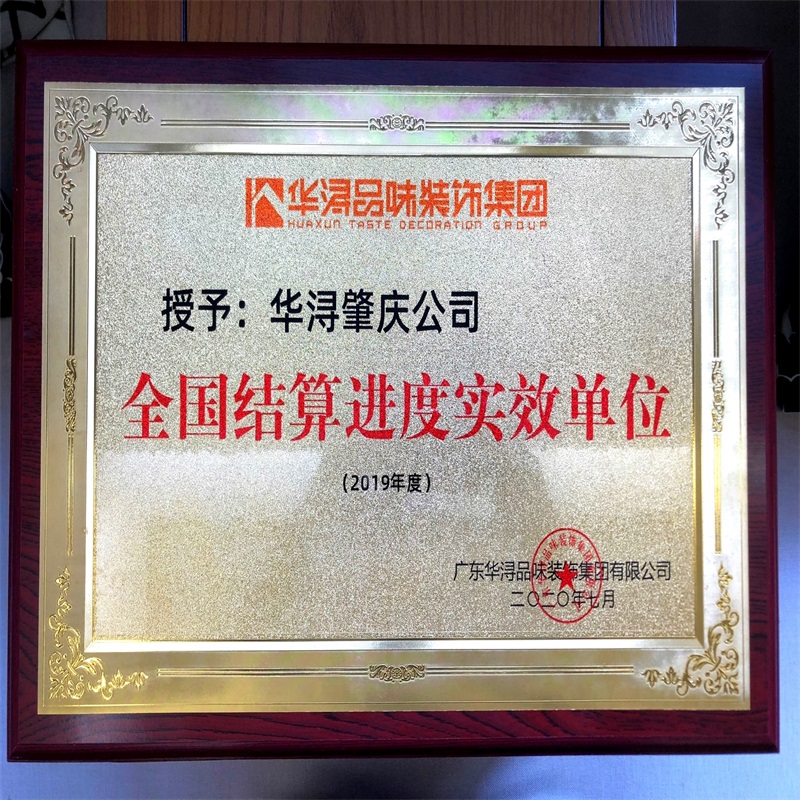 华浔品味装饰集团
HUAXUN TASTE DECORATION GROUP
授予：华浔肇庆公司
全国结算进度实效单位
（2019年度）
广东华浔品味装饰集团有限公司
二〇二〇年七月